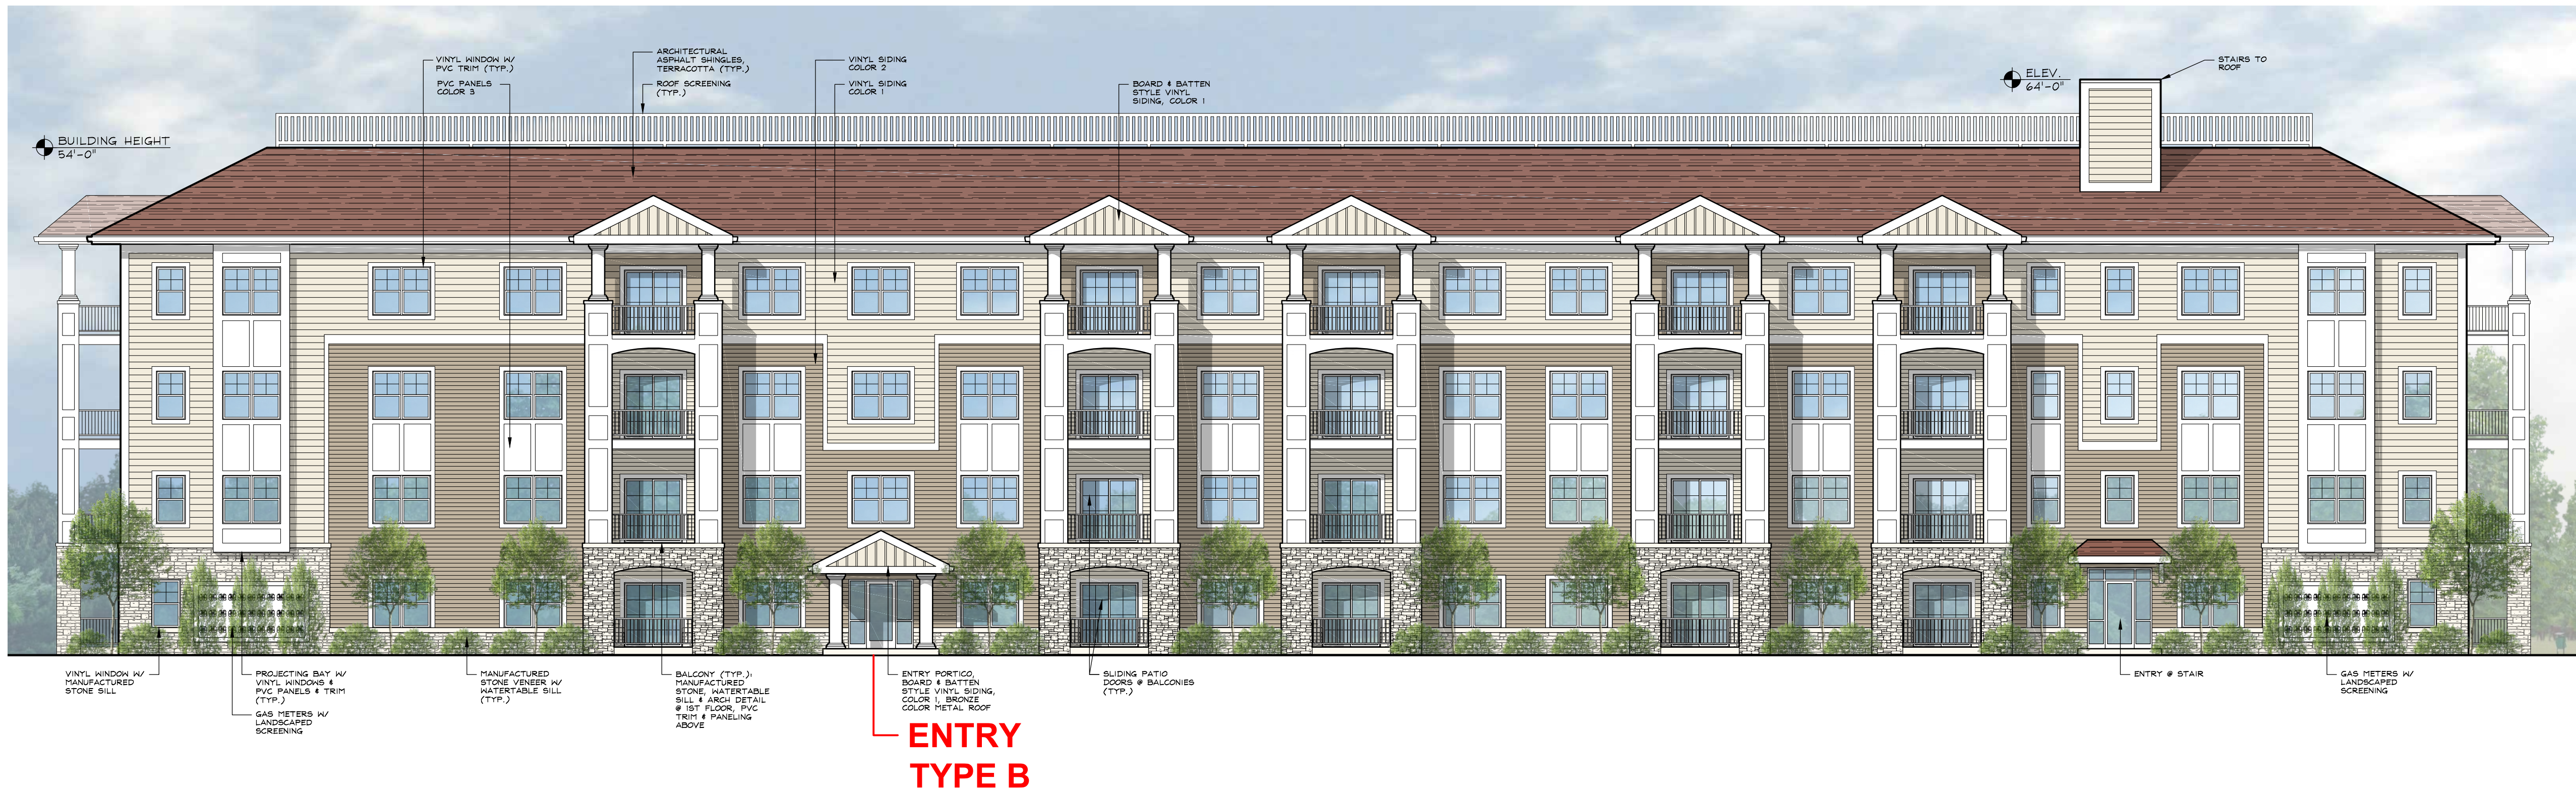 VINYL WINDOW W/
PVC TRIM (TYP.)
PVC PANELS
COLOR 3
ARCHITECTURAL
ASPHALT SHINGLES,
TERRACOTTA (TYP.)
ROOF SCREENING
(TYP.)
VINYL SIDING
COLOR 2
VINYL SIDING
COLOR 1
BOARD & BATTEN
STYLE VINYL
SIDING, COLOR 1
ELEV.
64'-0"
STAIRS TO
ROOF
BUILDING HEIGHT
54'-0"
VINYL WINDOW W/
MANUFACTURED
STONE SILL
PROJECTING BAY W/
VINYL WINDOWS &
PVC PANELS & TRIM
(TYP.)
GAS METERS W/
LANDSCAPED
SCREENING
MANUFACTURED
STONE VENEER W/
WATERTABLE SILL
(TYP.)
BALCONY (TYP.):
MANUFACTURED
STONE, WATERTABLE
SILL & ARCH DETAIL
@ 1ST FLOOR, PVC
TRIM & PANELING
ABOVE
ENTRY PORTICO,
BOARD & BATTEN
STYLE VINYL SIDING,
COLOR 1, BRONZE
COLOR METAL ROOF
SLIDING PATIO
DOORS @ BALCONIES
(TYP.)
ENTRY @ STAIR
GAS METERS W/
LANDSCAPED
SCREENING
ENTRY
TYPE B